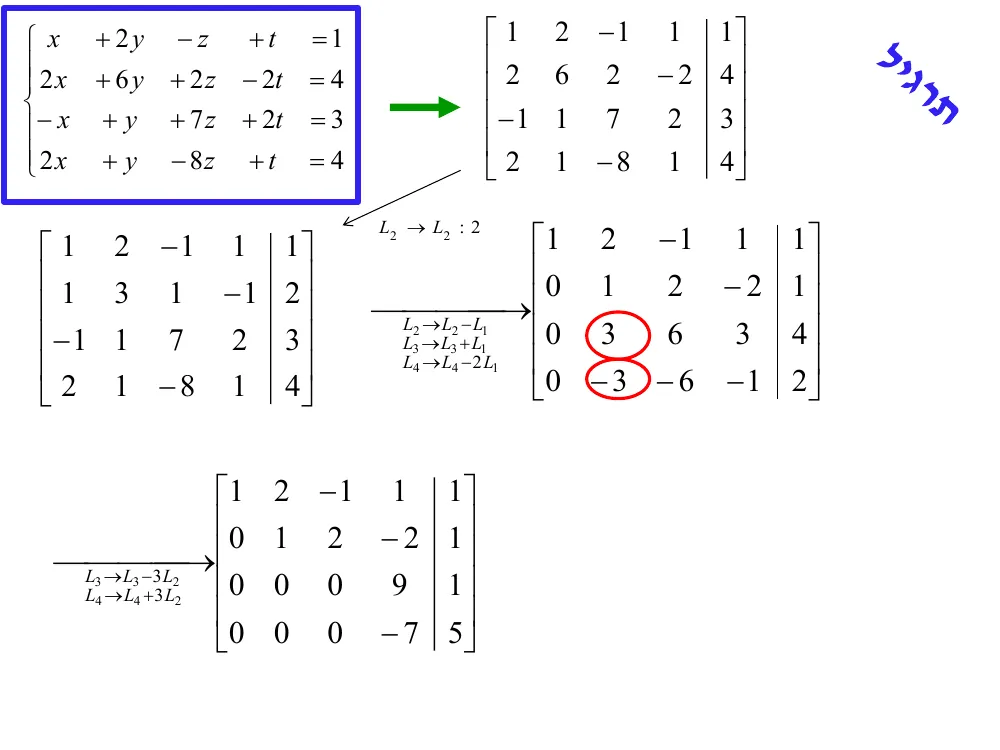 x + 2y − z + t = 1
2x + 6y + 2z − 2t = 4
− x + y + 7z + 2t = 3
2x + y − 8z + t = 4
1 2 −1 1 | 1
2 6 2 −2 | 4
−1 1 7 2 | 3
2 1 −8 1 | 4
תרגיל
L₂ → L₂ : 2
1 2 −1 1 | 1
1 3 1 −1 | 2
−1 1 7 2 | 3
2 1 −8 1 | 4
L₂→L₂−L₁
L₃→L₃+L₁
L₄→L₄−2L₁
1 2 −1 1 | 1
0 1 2 −2 | 1
0 3 6 3 | 4
0 −3 −6 −1 | 2
L₃→L₃−3L₂
L₄→L₄+3L₂
1 2 −1 1 | 1
0 1 2 −2 | 1
0 0 0 9 | 1
0 0 0 −7 | 5